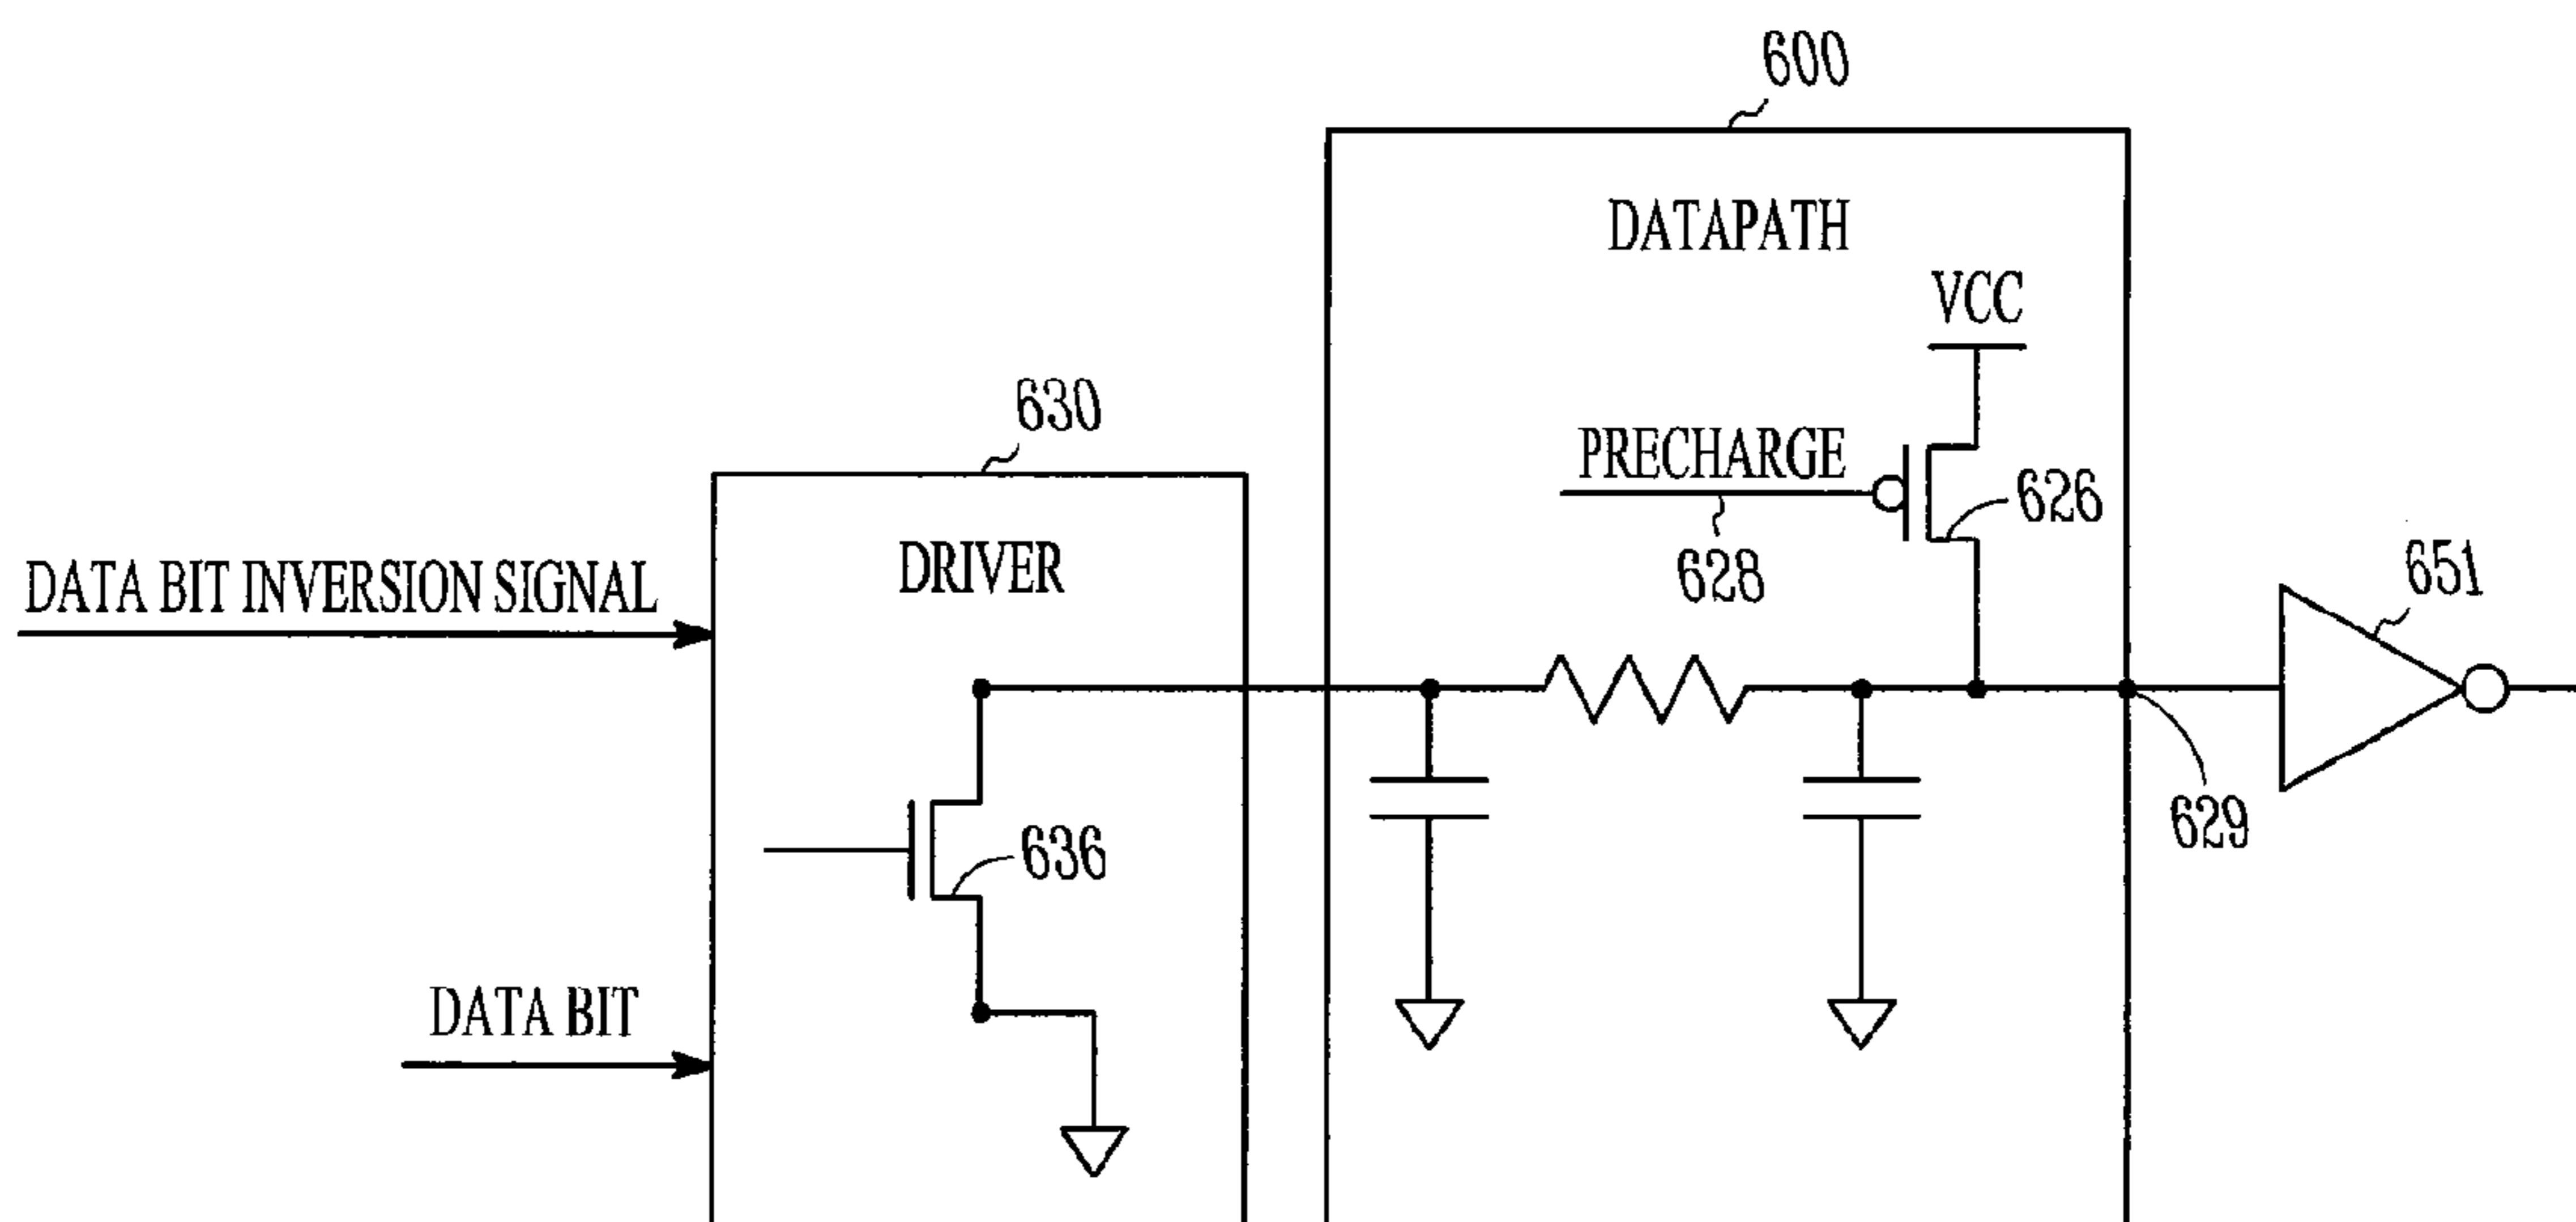 600
DATAPATH
VCC
630
PRECHARGE
626
DRIVER
651
DATA BIT INVERSION SIGNAL
628
629
636
DATA BIT